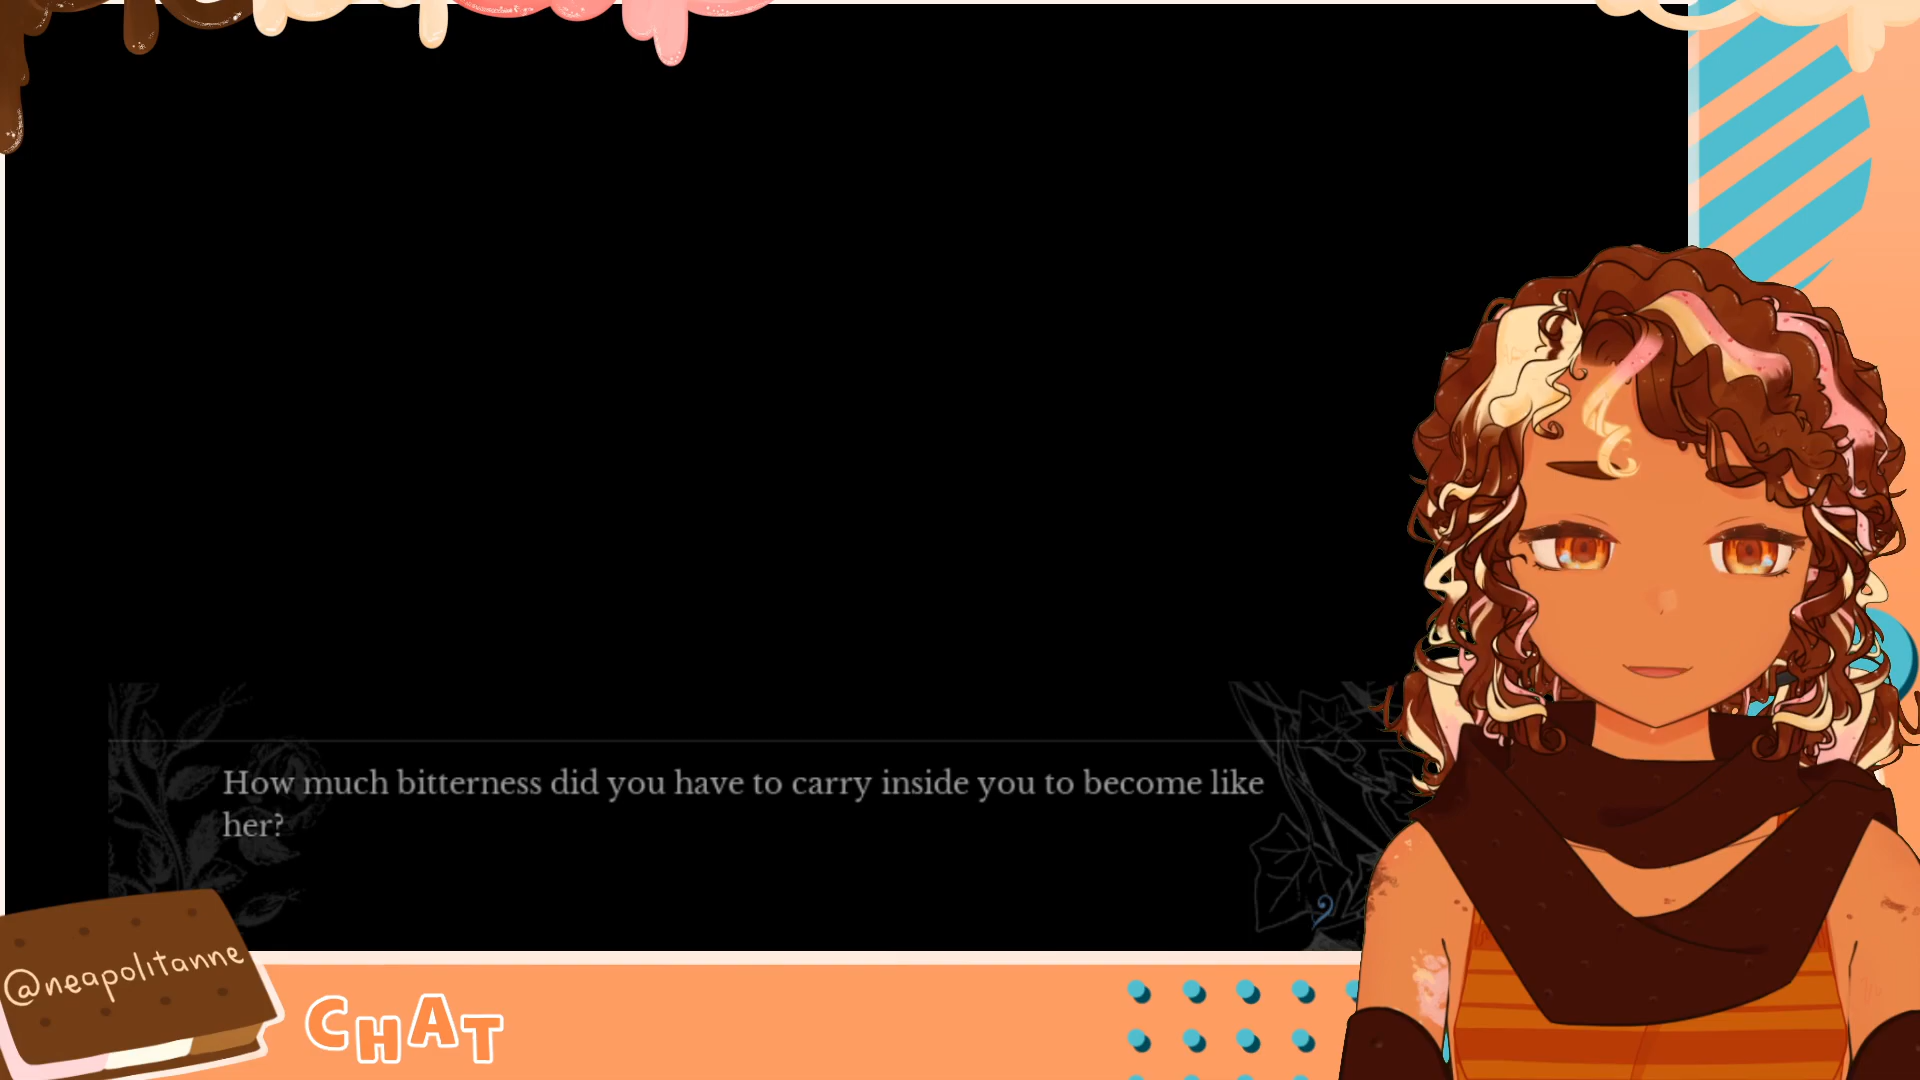 How much bitterness did you have to carry inside you to become like
her?
@neapolitanne
CHAT